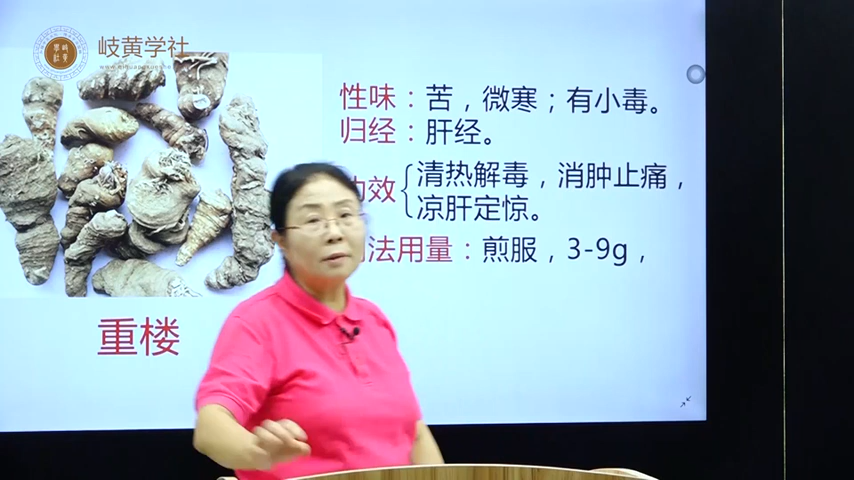 岐黄学社
性味：苦，微寒；有小毒。
归经：肝经。
功效
清热解毒，消肿止痛，
凉肝定惊。
法用量：煎服，3-9g，
重楼